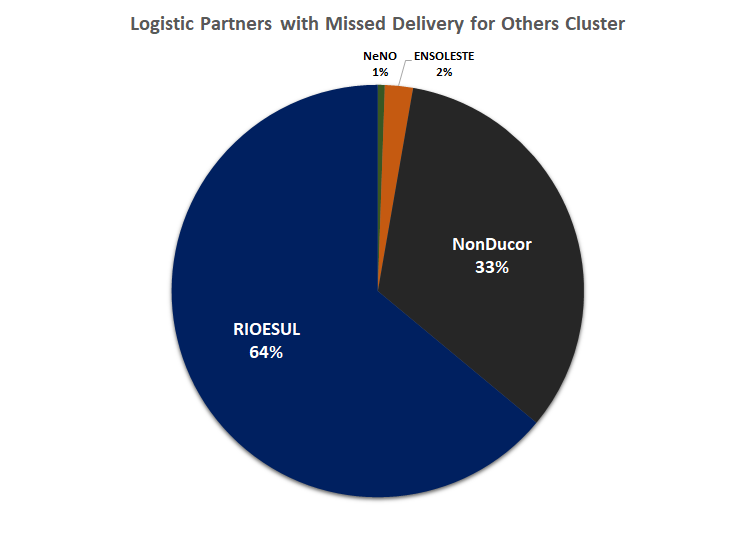 Logistic Partners with Missed Delivery for Others Cluster
NeNO
1%
ENSOLESTE
2%
NonDucor
33%
RIOESUL
64%